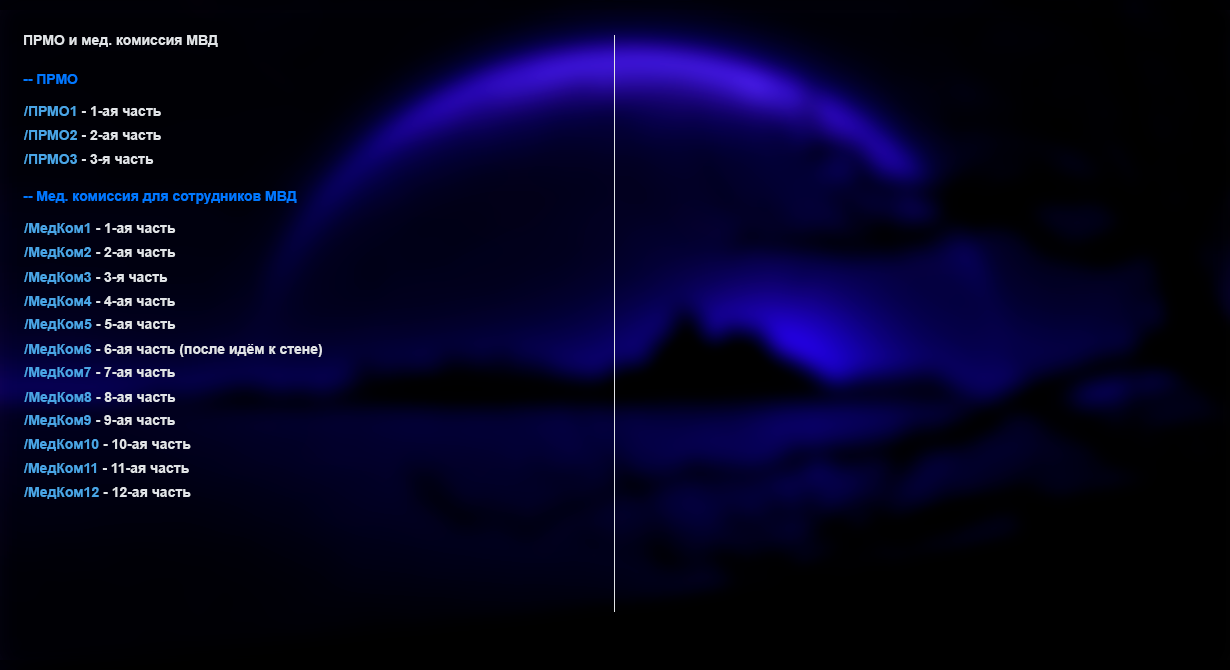 ПРМО и мед. комиссия МВД
-- ПРМО
/ПРМО1 - 1-ая часть
/ПРМО2 - 2-ая часть
/ПРМО3 - 3-я часть
-- Мед. комиссия для сотрудников МВД
/МедКом1 - 1-ая часть
/МедКом2 - 2-ая часть
/МедКом3 - 3-я часть
/МедКом4 - 4-ая часть
/МедКом5 - 5-ая часть
/МедКом6 - 6-ая часть (после идём к стене)
/МедКом7 - 7-ая часть
/МедКом8 - 8-ая часть
/МедКом9 - 9-ая часть
/МедКом10 - 10-ая часть
/МедКом11 - 11-ая часть
/МедКом12 - 12-ая часть